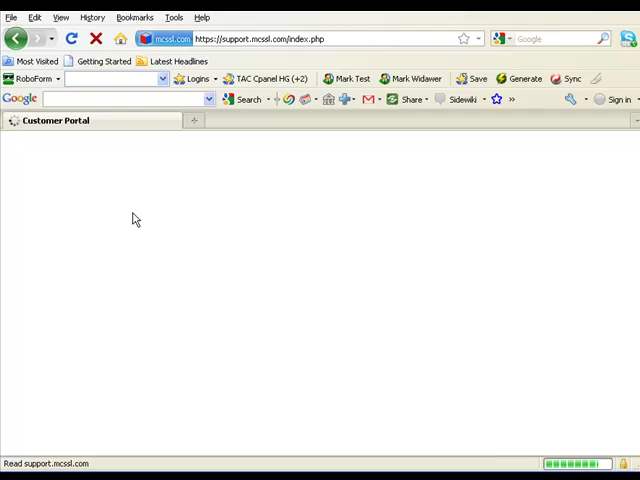 File Edit View History Bookmarks Tools Help
mcssl.com https://support.mcssl.com/index.php Google
Most Visited Getting Started Latest Headlines
RoboForm Logins TAC Cpanel HG (+2) Mark Test Mark Widawer Save Generate Sync
Google Search Share Sidewiki » Sign in
Customer Portal
Read support.mcssl.com